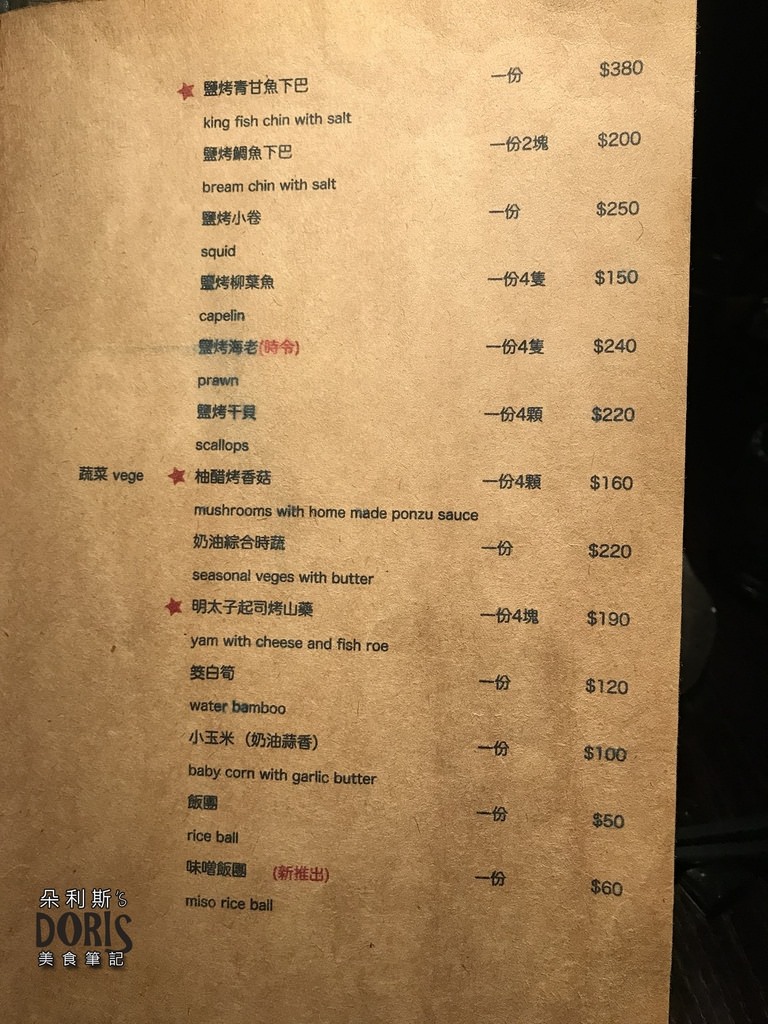 鹽烤青甘魚下巴 一份 $380
king fish chin with salt
鹽烤鯛魚下巴 一份2塊 $200
bream chin with salt
鹽烤小卷 一份 $250
squid
鹽烤柳葉魚 一份4隻 $150
capelin
鹽烤海老(時令) 一份4隻 $240
prawn
鹽烤干貝 一份4顆 $220
scallops
蔬菜 vege 柚醋烤香菇 一份4顆 $160
mushrooms with home made ponzu sauce
奶油綜合時蔬 一份 $220
seasonal veges with butter
明太子起司烤山藥 一份4塊 $190
yam with cheese and fish roe
筊白筍 一份 $120
water bamboo
小玉米（奶油蒜香） 一份 $100
baby corn with garlic butter
飯團 一份 $50
rice ball
味噌飯團 (新推出) 一份 $60
miso rice ball
朵利斯's
DORIS
美食筆記